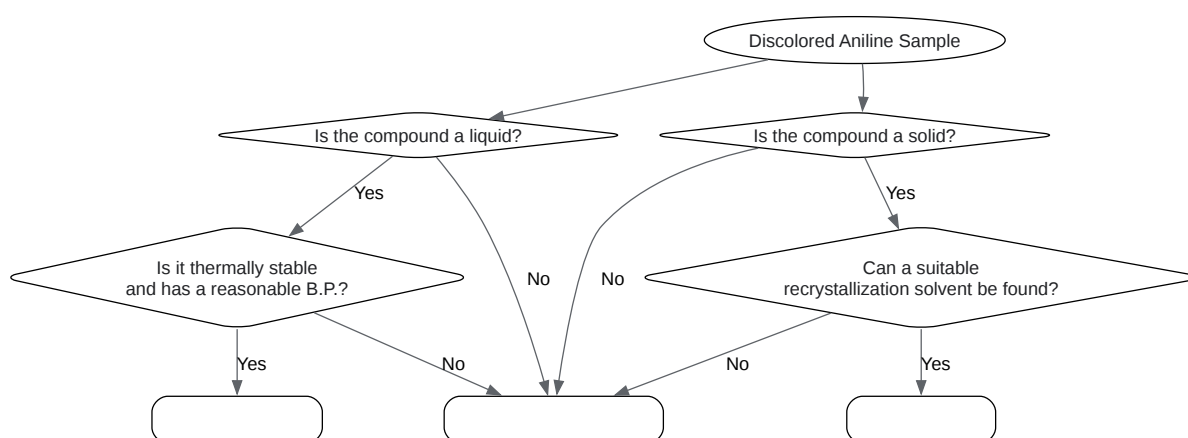 Discolored Aniline Sample
Is the compound a liquid?
Is the compound a solid?
Yes
Yes
Is it thermally stable
and has a reasonable B.P.?
No
No
Can a suitable
recrystallization solvent be found?
Yes
No
No
Yes